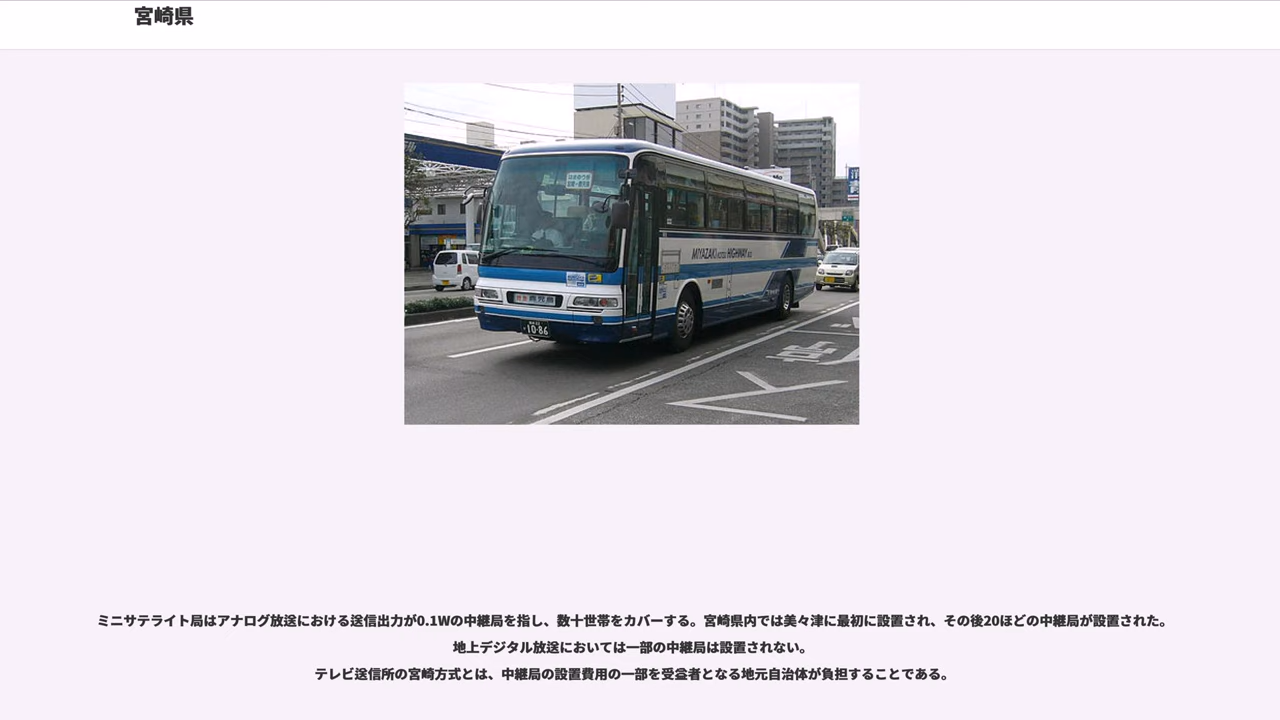 宮崎県
MIYAZAKI HIGHWAY
10-86
ミニサテライト局はアナログ放送における送信出力が0.1Wの中継局を指し、数十世帯をカバーする。宮崎県内では美々津に最初に設置され、その後20ほどの中継局が設置された。
地上デジタル放送においては一部の中継局は設置されない。
テレビ送信所の宮崎方式とは、中継局の設置費用の一部を受益者となる地元自治体が負担することである。